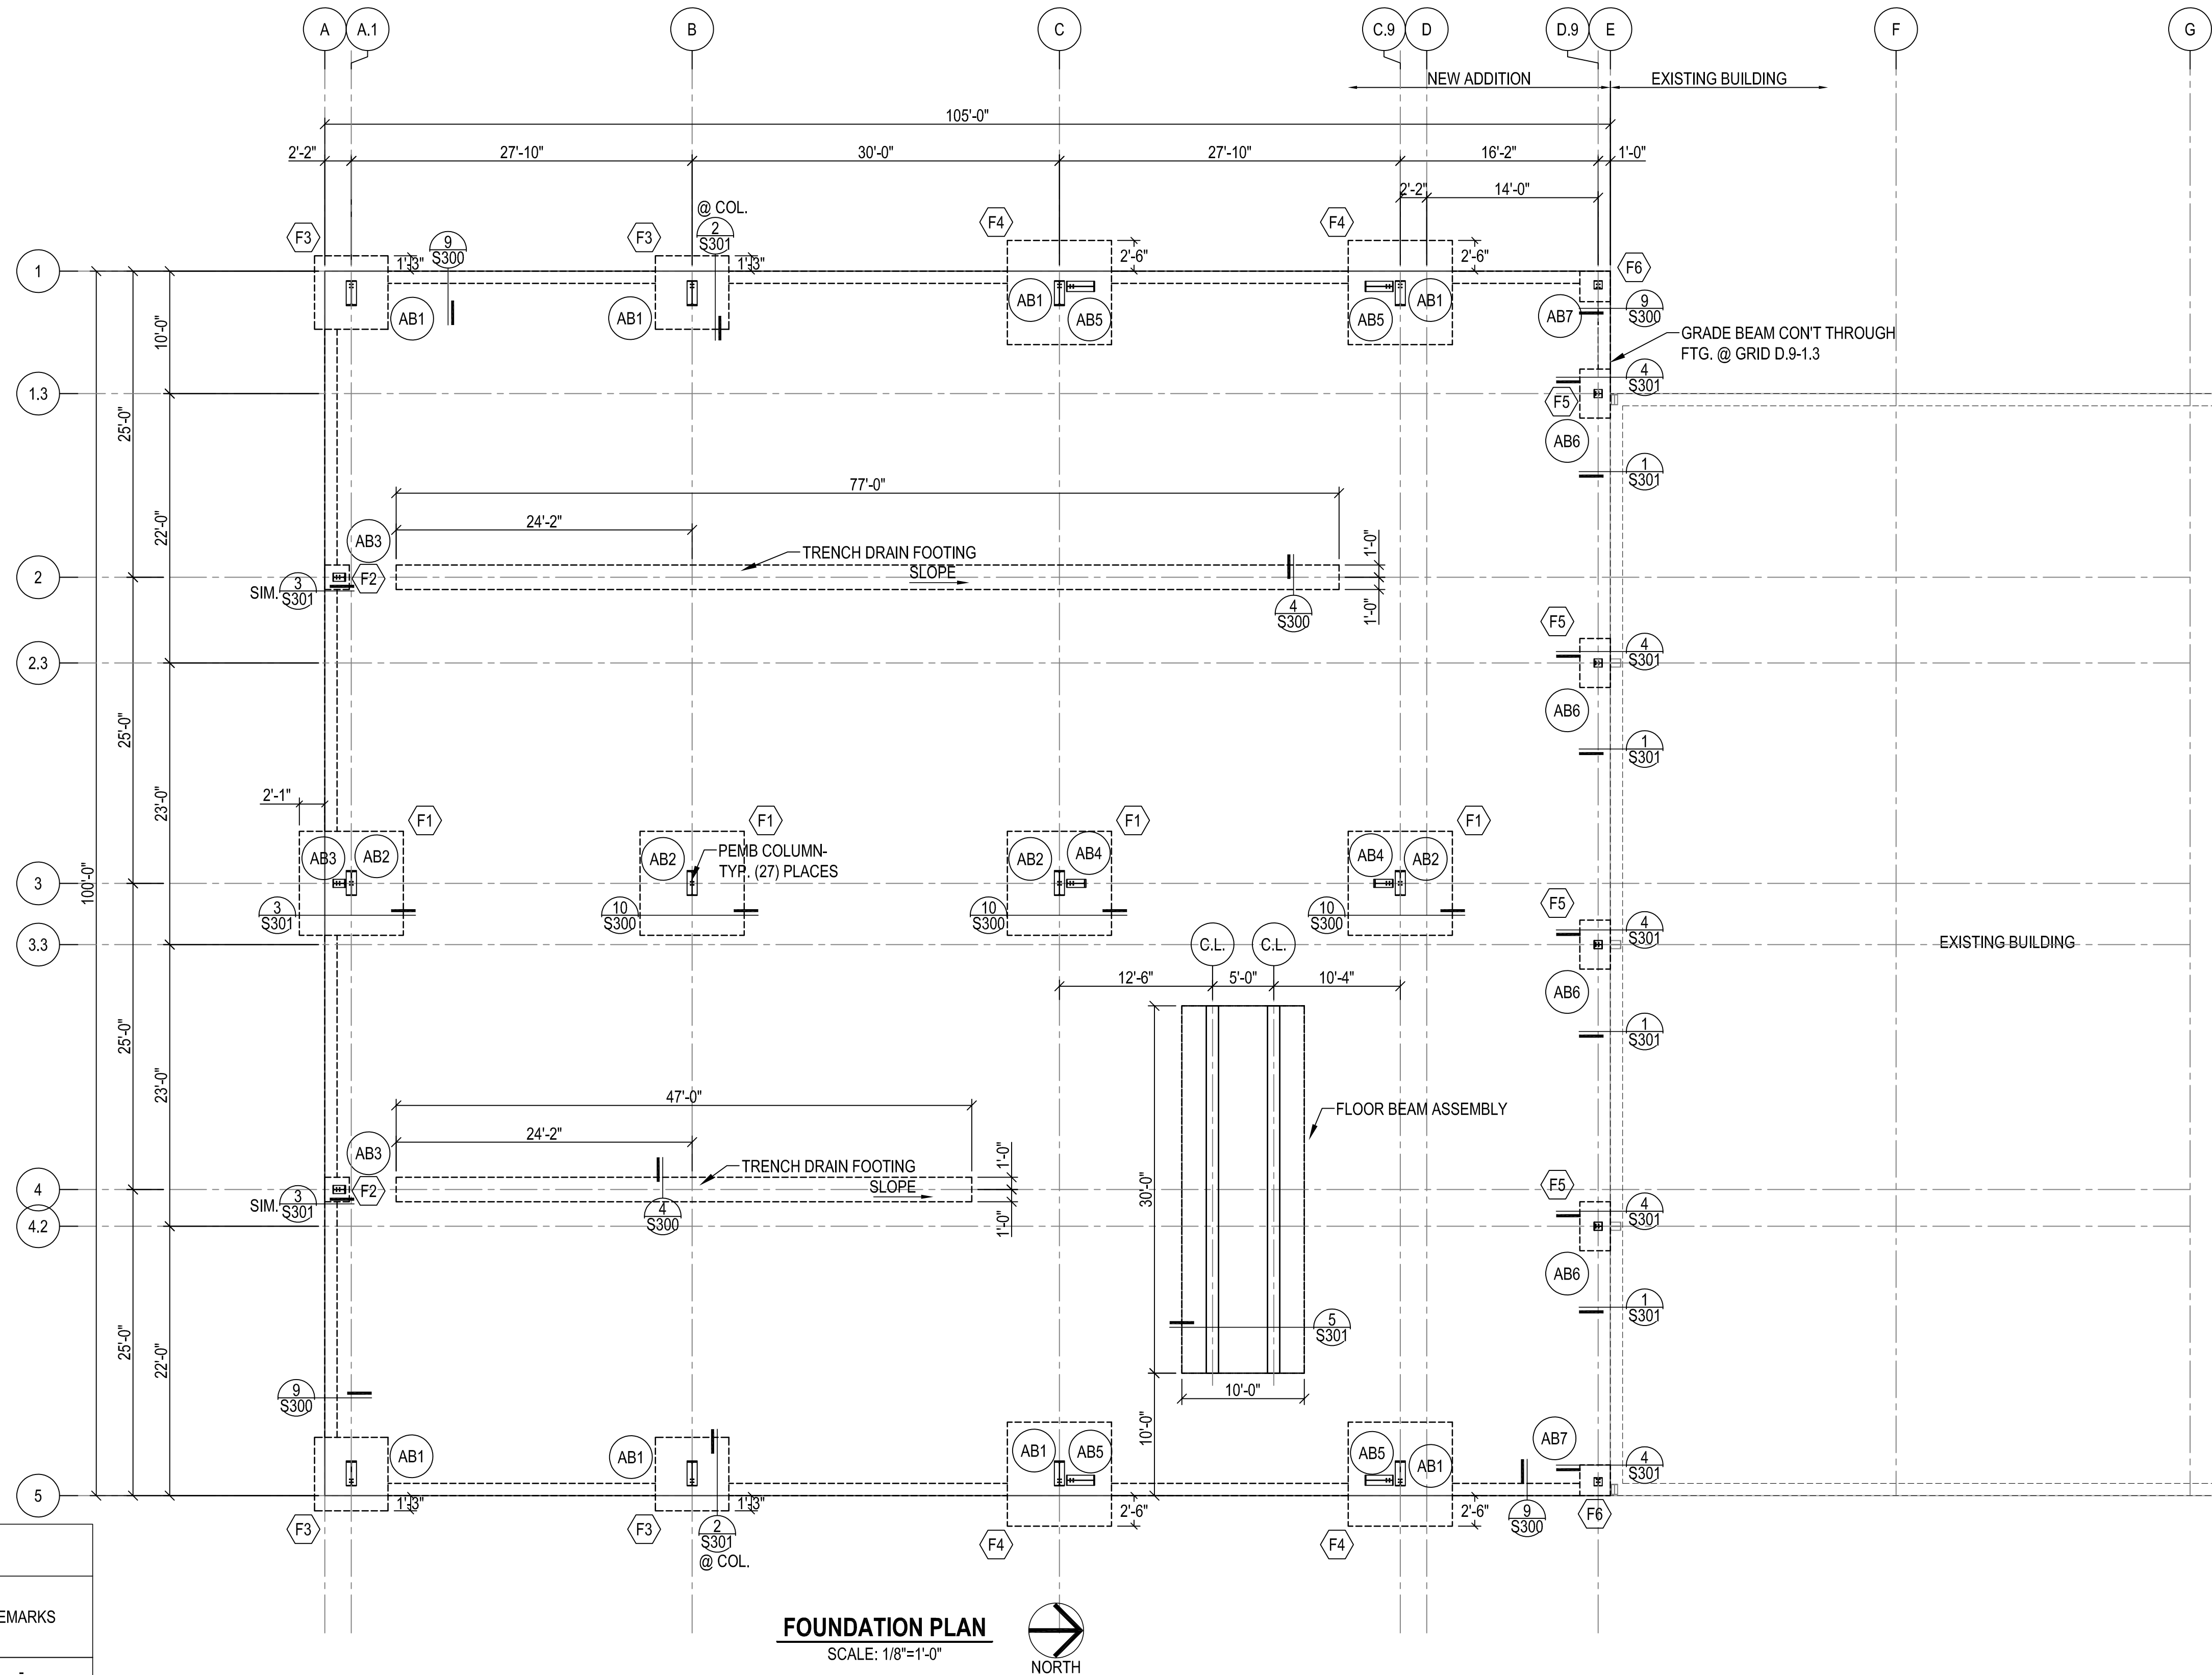 A
A.1
B
C
C.9
D
D.9
E
F
G
NEW ADDITION
EXISTING BUILDING
105'-0"
2'-2"
27'-10"
30'-0"
27'-10"
16'-2"
1'-0"
2'-2"
14'-0"
@ COL.
2
S301
F3
9
S300
F3
F4
F4
F6
1'-3"
1'-3"
2'-6"
2'-6"
1
AB1
AB1
AB1
AB5
AB5
AB1
AB7
9
S300
GRADE BEAM CON'T THROUGH
FTG. @ GRID D.9-1.3
10'-0"
4
S301
1.3
F5
25'-0"
AB6
1
S301
77'-0"
24'-2"
22'-0"
AB3
TRENCH DRAIN FOOTING
SLOPE
1'-0"
2
F2
SIM.
3
S301
4
S300
1'-0"
F5
4
S301
2.3
AB6
25'-0"
1
S301
23'-0"
2'-1"
F1
F1
F1
F1
AB3
AB2
AB2
PEMB COLUMN-
TYP. (27) PLACES
AB2
AB4
AB4
AB2
3
100'-0"
3
S301
10
S300
10
S300
10
S300
F5
4
S301
3.3
C.L.
C.L.
EXISTING BUILDING
12'-6"
5'-0"
10'-4"
AB6
25'-0"
1
S301
23'-0"
47'-0"
24'-2"
FLOOR BEAM ASSEMBLY
AB3
TRENCH DRAIN FOOTING
SLOPE
1'-0"
30'-0"
4
F2
SIM.
3
S301
4
S300
1'-0"
F5
4
S301
4.2
AB6
25'-0"
22'-0"
1
S301
5
S301
10'-0"
9
S300
10'-0"
AB1
AB1
AB1
AB5
AB5
AB1
AB7
4
S301
5
1'-3"
1'-3"
2'-6"
2'-6"
9
S300
F6
F3
F3
2
S301
@ COL.
F4
F4
EMARKS
-
FOUNDATION PLAN
SCALE: 1/8"=1'-0"
NORTH